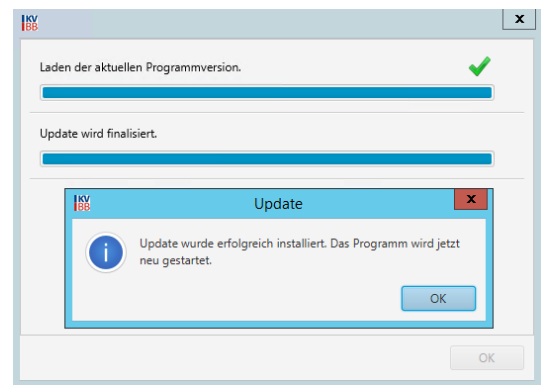 KV
BB
x
Laden der aktuellen Programmversion.
Update wird finalisiert.
KV
BB
Update
x
Update wurde erfolgreich installiert. Das Programm wird jetzt
neu gestartet.
OK
OK